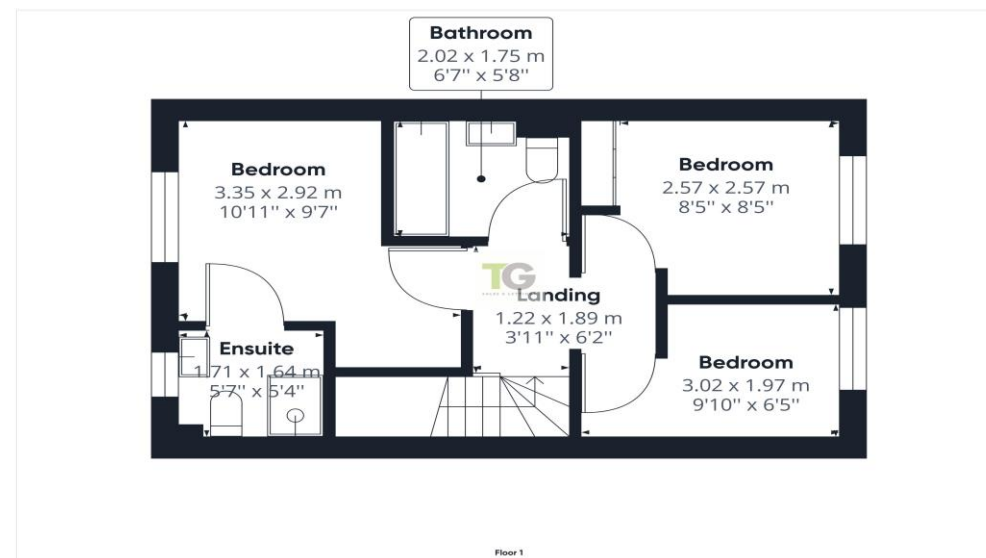 Bathroom
2.02 x 1.75 m
6'7" x 5'8"
Bedroom
3.35 x 2.92 m
10'11" x 9'7"
Bedroom
2.57 x 2.57 m
8'5" x 8'5"
TG
Landing
1.22 x 1.89 m
3'11" x 6'2"
Ensuite
1.71 x 1.64 m
5'7" x 5'4"
Bedroom
3.02 x 1.97 m
9'10" x 6'5"
Floor 1